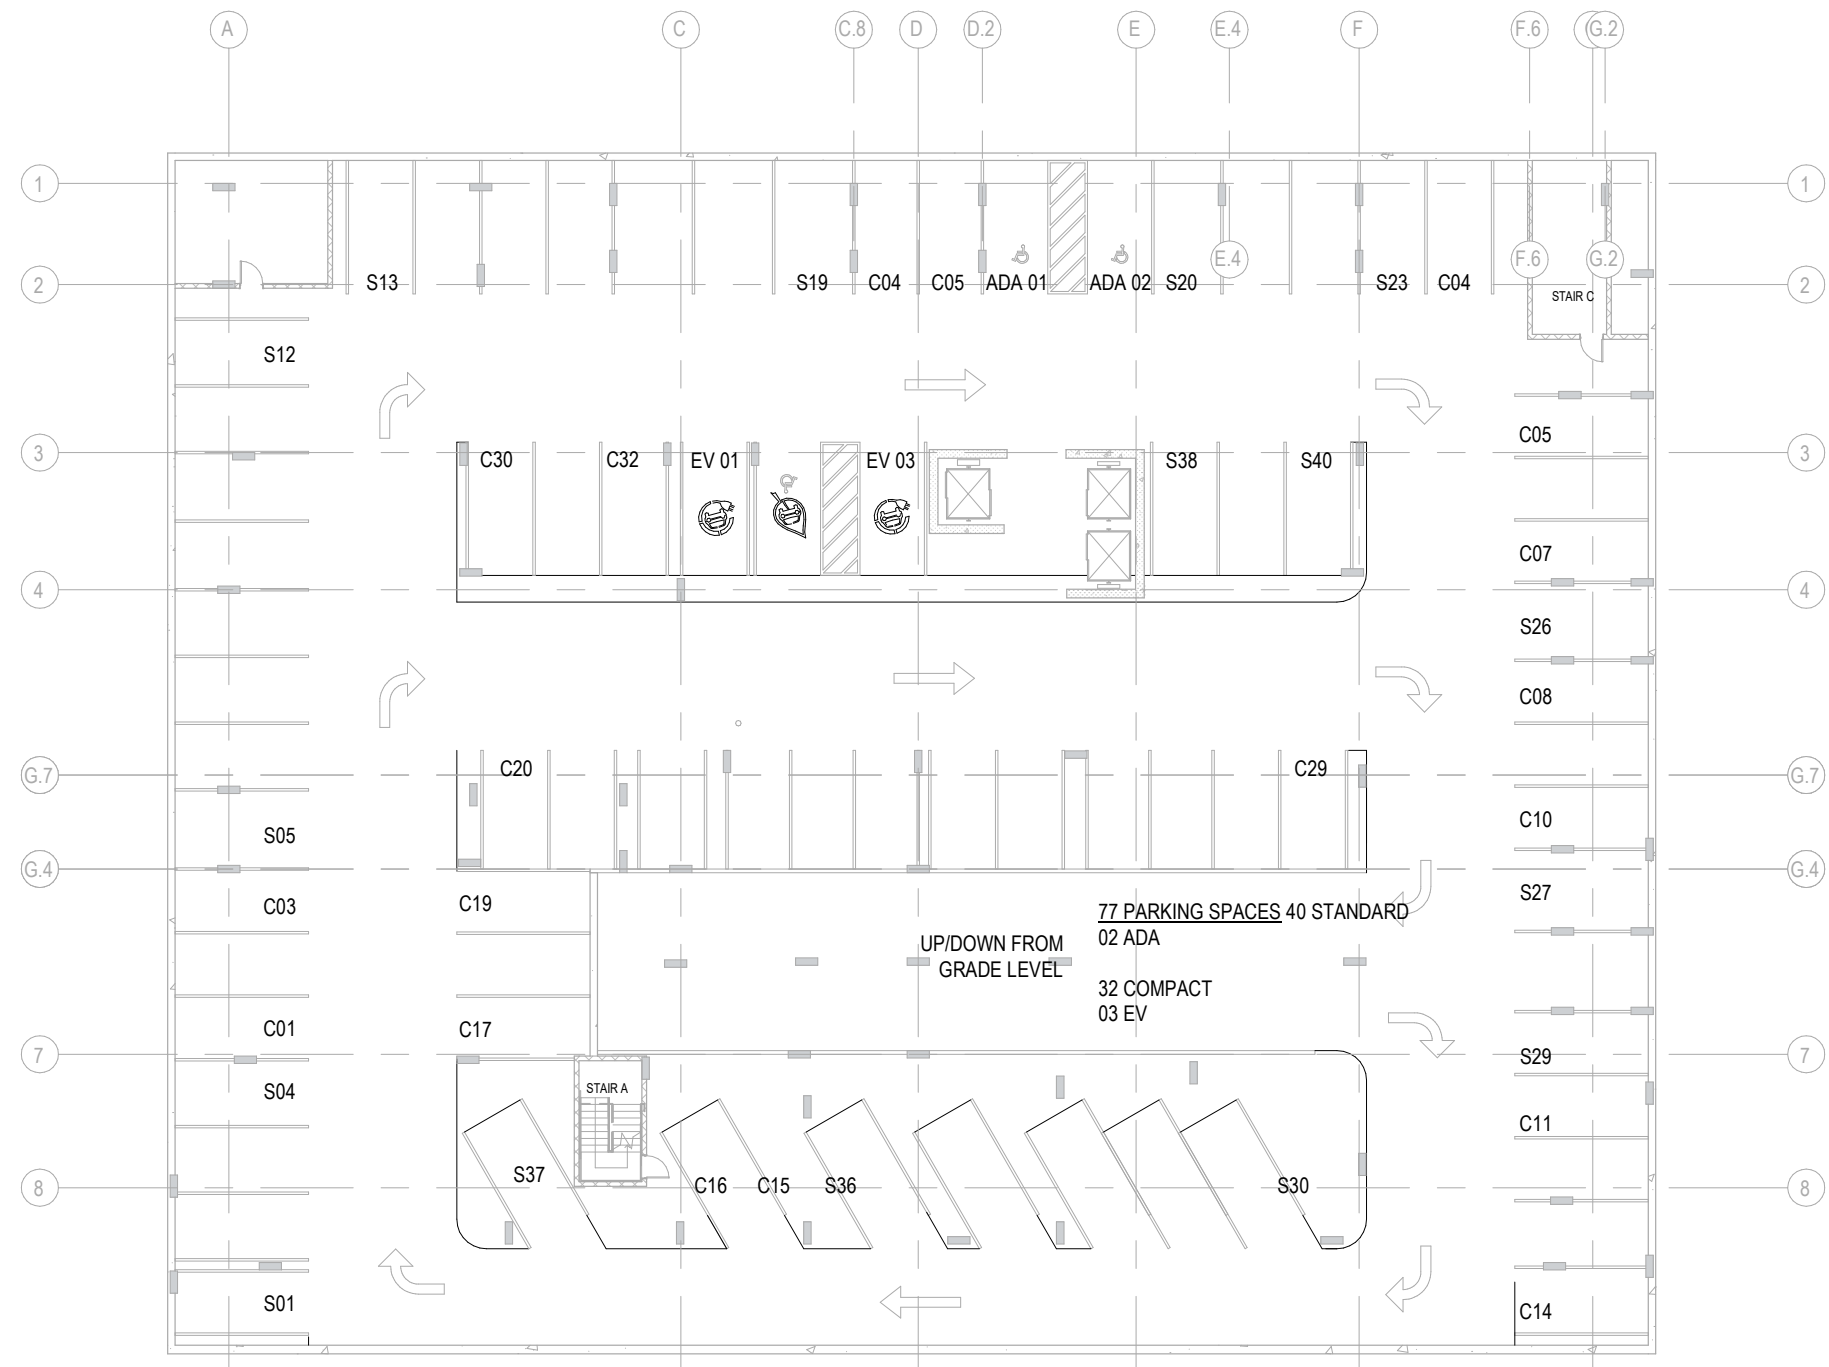 A C C.8 D D.2 E E.4 F F.6 G.2
1 1
E.4 F.6 G.2
2 S13 S19 C04 C05 ADA 01 ADA 02 S20 S23 C04 2
STAIR C
S12
C05
3 C30 C32 EV 01 EV 03 S38 S40 3
C07
4 4
S26
C08
G.7 C20 C29 G.7
C10
S05
G.4 G.4
S27
C03 C19
77 PARKING SPACES 40 STANDARD
02 ADA
UP/DOWN FROM
GRADE LEVEL
32 COMPACT
03 EV
C01 C17
7 S29 7
S04 STAIR A
C11
S37
8 C16 C15 S36 S30 8
S01 C14